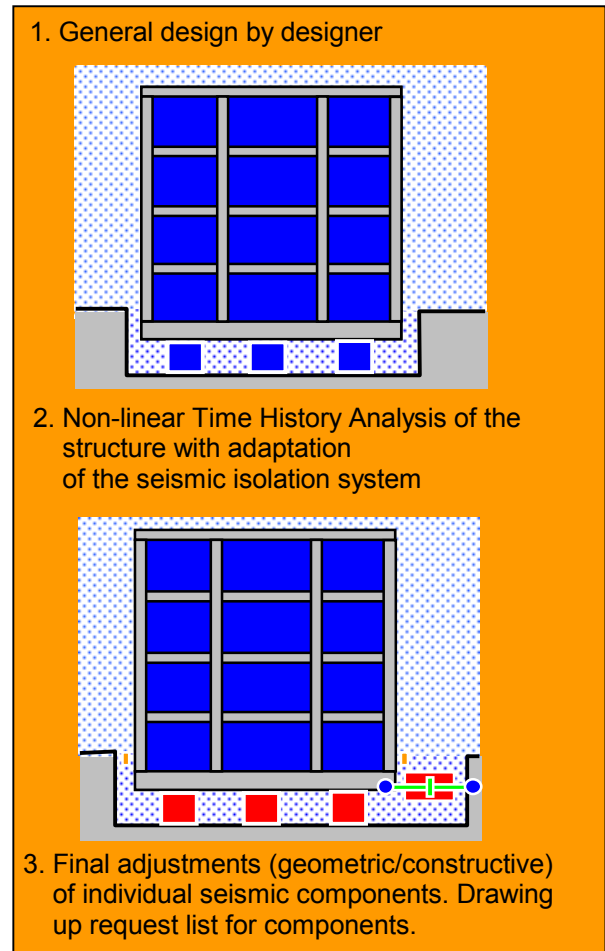 1. General design by designer
2. Non-linear Time History Analysis of the
structure with adaptation
of the seismic isolation system
3. Final adjustments (geometric/constructive)
of individual seismic components. Drawing
up request list for components.